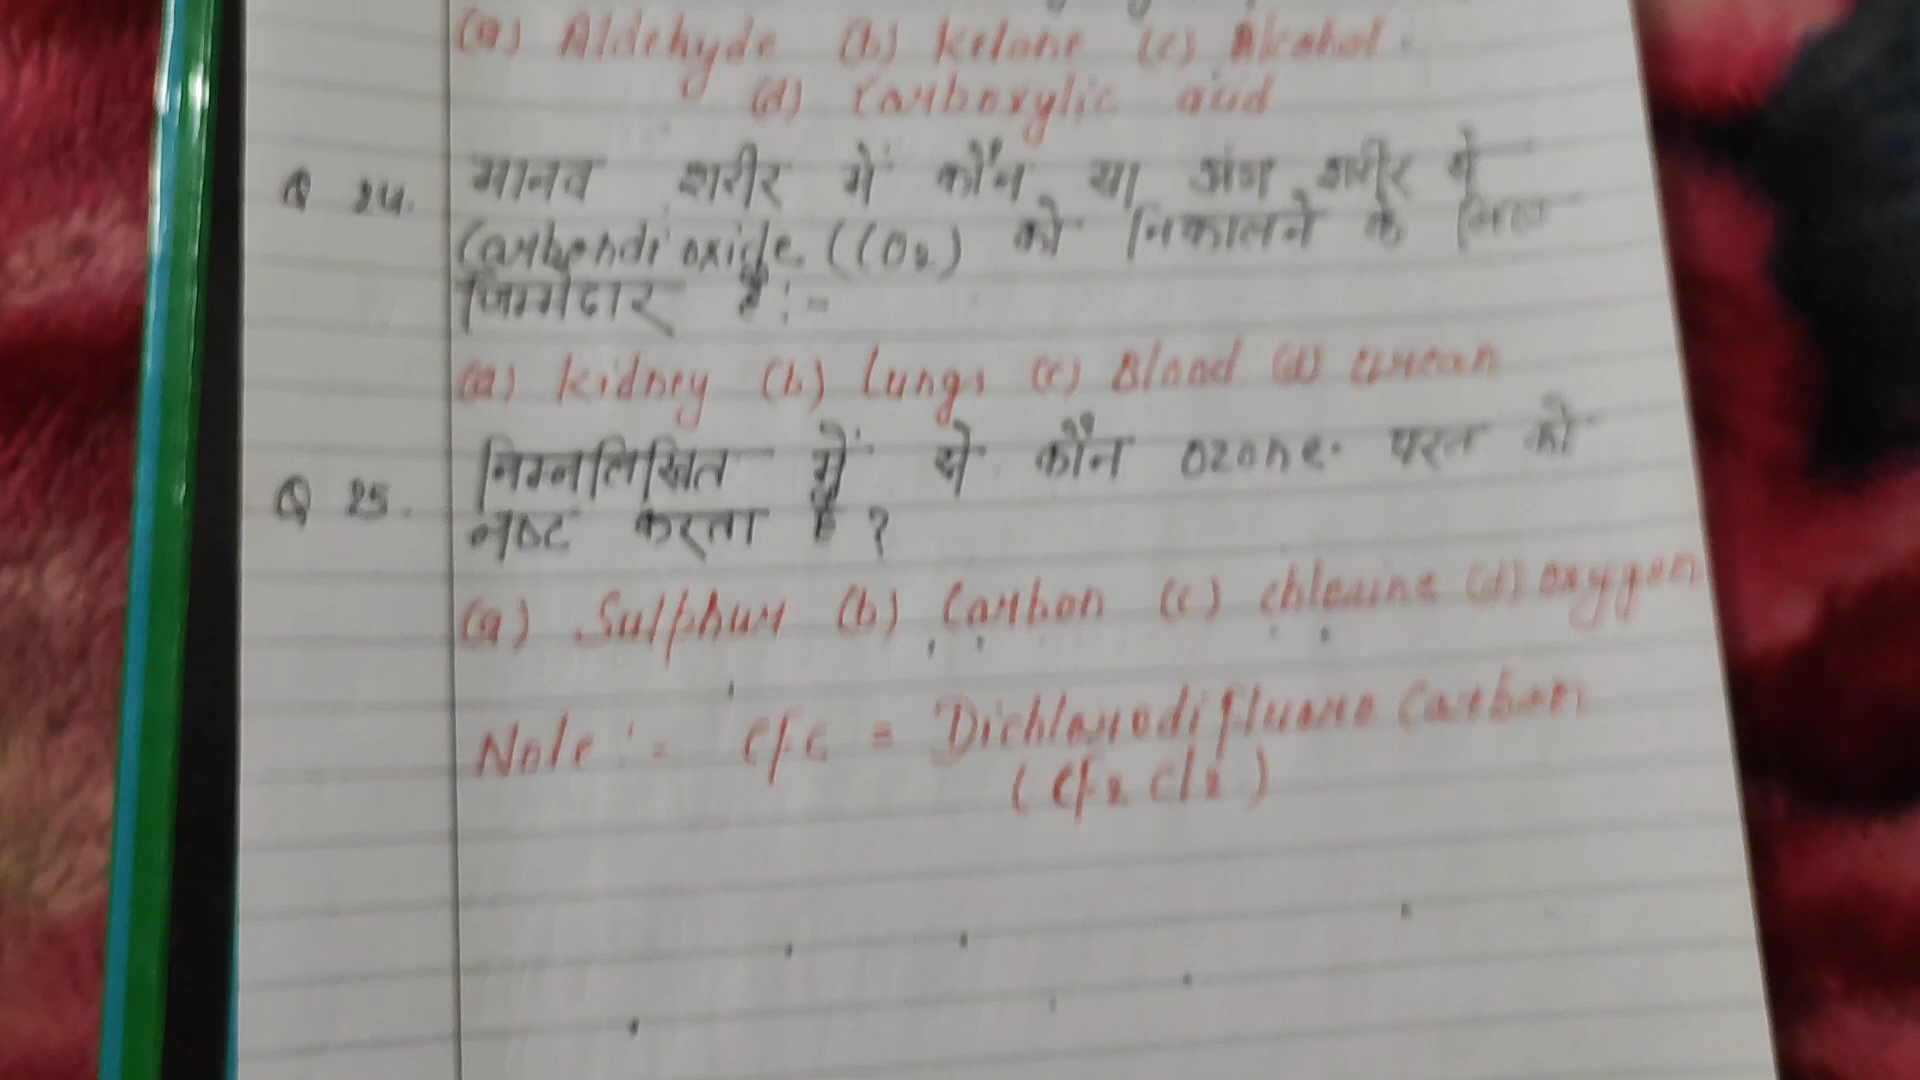 (a) Aldehyde (b) Ketone (c) Alcohol.
(d) Carboxylic acid
Q 24. मानव शरीर में कौन सा अंग शरीर से
Carbondioxide (CO2) को निकालने के लिए
जिम्मेदार है:-
(a) kidney (b) Lungs (c) Blood (d)
Q 25. निम्नलिखित में से कौन ozone परत को
नष्ट करता है?
(a) Sulphur (b) Carbon (c) chlorine (d) oxygen
Note := CFC = Dichlorodifluoro Carbon
(CF2 Cl2)